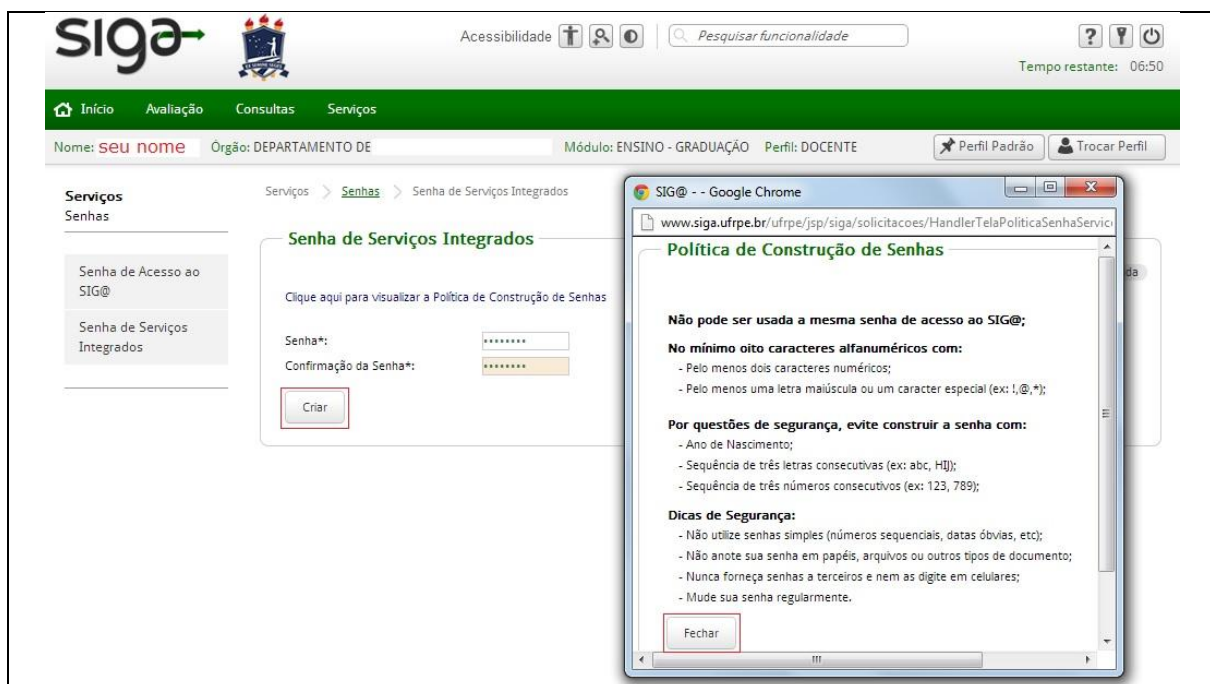 SIG@
Acessibilidade
Pesquisar funcionalidade
?
Tempo restante: 06:50
Início Avaliação Consultas Serviços
Nome: seu nome Órgão: DEPARTAMENTO DE Módulo: ENSINO - GRADUAÇÃO Perfil: DOCENTE Perfil Padrão Trocar Perfil
Serviços
Senhas
Senha de Acesso ao
SIG@
Senha de Serviços
Integrados
Serviços > Senhas > Senha de Serviços Integrados
Senha de Serviços Integrados
Clique aqui para visualizar a Política de Construção de Senhas
Senha*: ••••••••
Confirmação da Senha*: ••••••••
Criar
SIG@ - - Google Chrome
www.siga.ufrpe.br/ufrpe/jsp/siga/solicitacoes/HandlerTelaPoliticaSenhaServic
Política de Construção de Senhas
da
Não pode ser usada a mesma senha de acesso ao SIG@;
No mínimo oito caracteres alfanuméricos com:
- Pelo menos dois caracteres numéricos;
- Pelo menos uma letra maiúscula ou um caracter especial (ex: !,@,*);
Por questões de segurança, evite construir a senha com:
- Ano de Nascimento;
- Sequência de três letras consecutivas (ex: abc, HIJ);
- Sequência de três números consecutivos (ex: 123, 789);
Dicas de Segurança:
- Não utilize senhas simples (números sequenciais, datas óbvias, etc);
- Não anote sua senha em papéis, arquivos ou outros tipos de documento;
- Nunca forneça senhas a terceiros e nem as digite em celulares;
- Mude sua senha regularmente.
Fechar